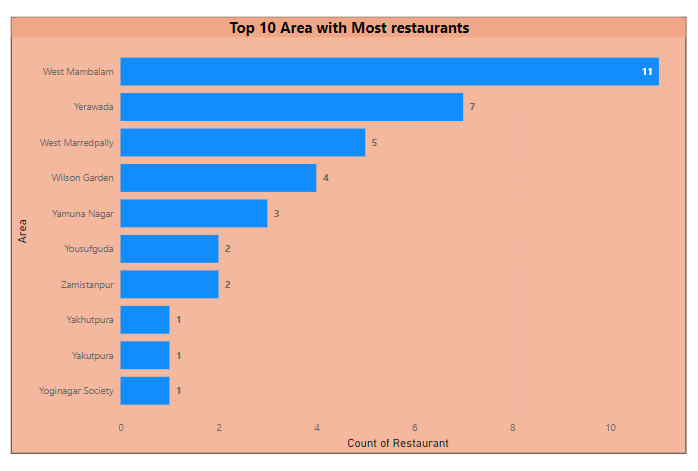 Top 10 Area with Most restaurants
West Mambalam 11
Yerawada 7
West Marredpally 5
Wilson Garden 4
Yamuna Nagar 3
Yousufguda 2
Zamistanpur 2
Yakhutpura 1
Yakutpura 1
Yoginagar Society 1
Area
0 2 4 6 8 10
Count of Restaurant